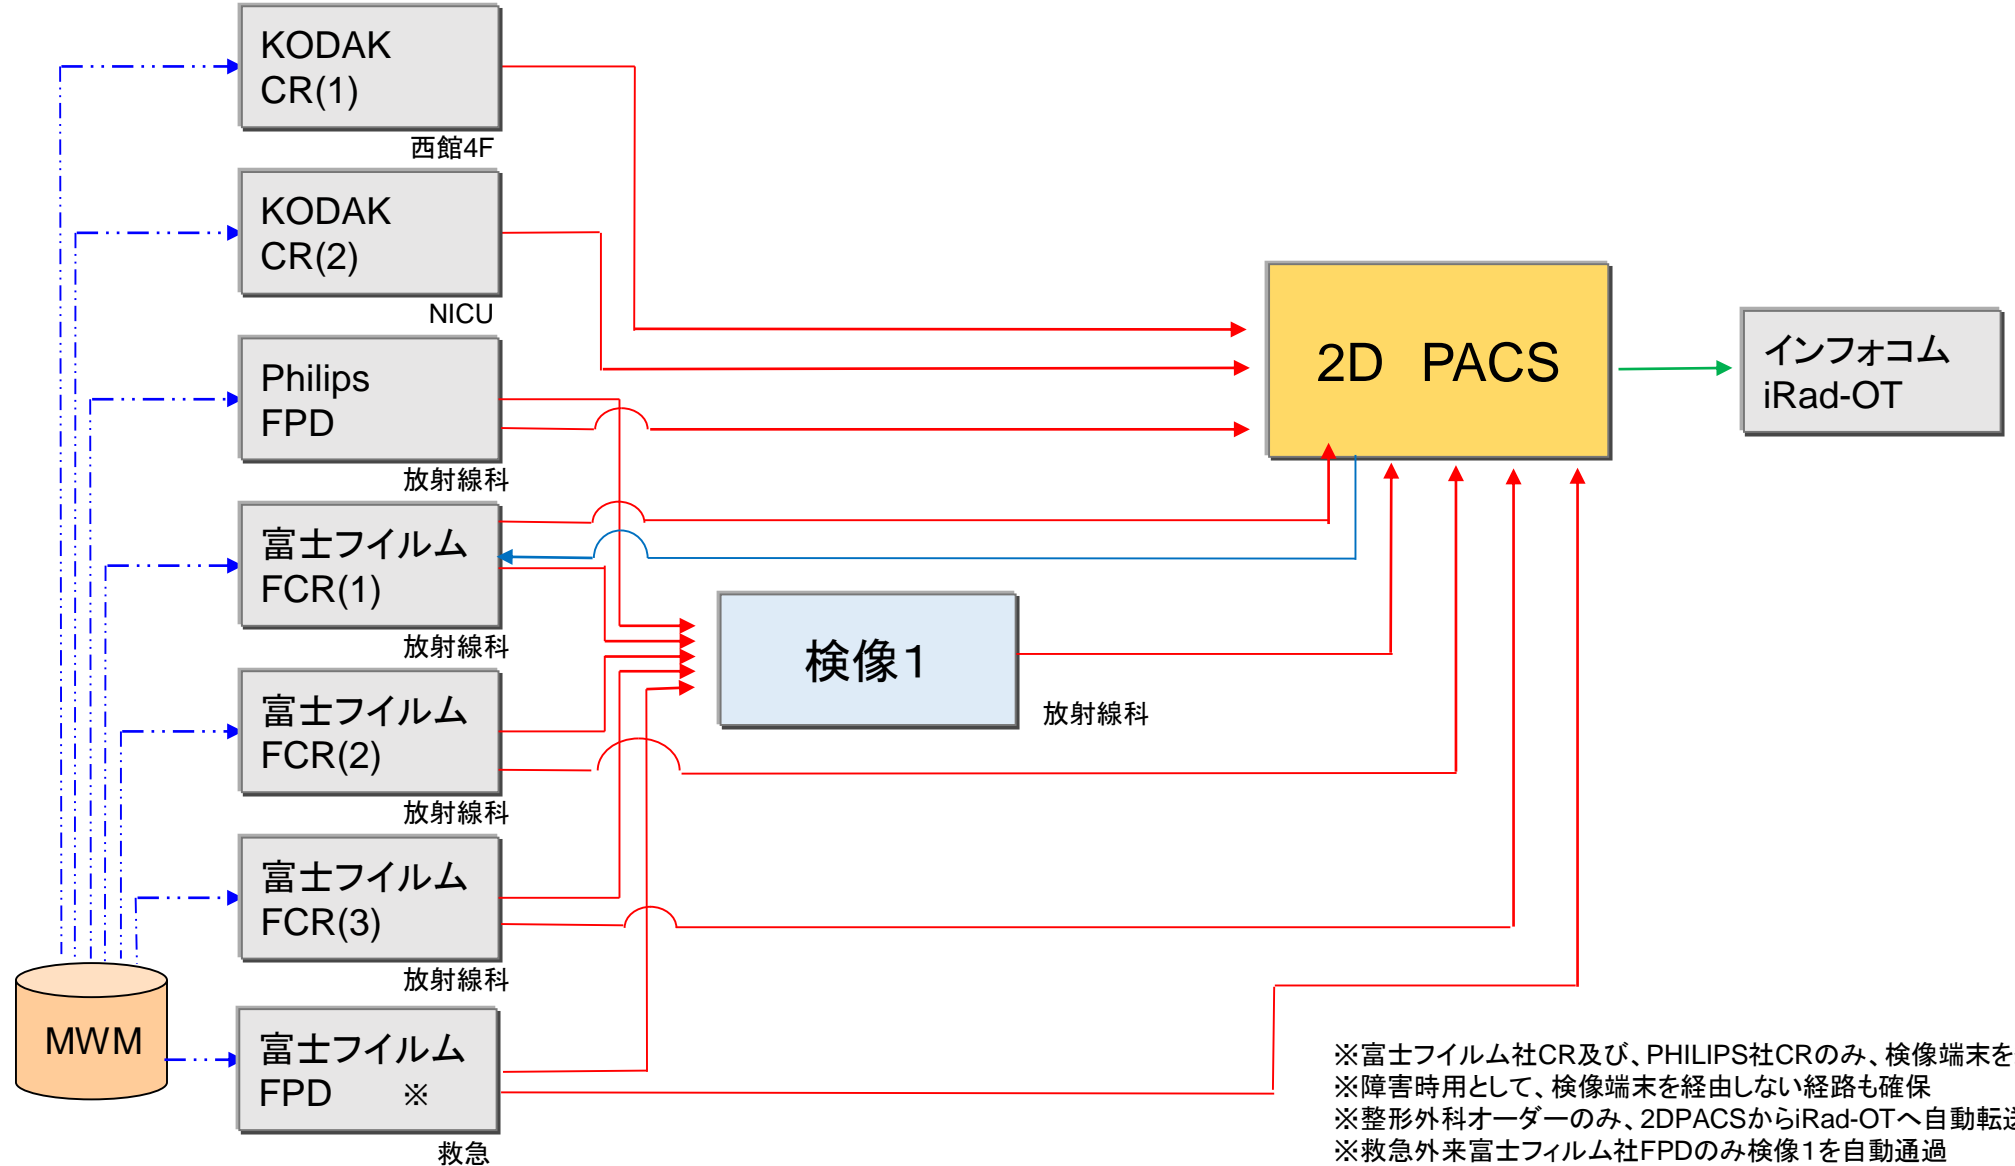 KODAK
CR(1)
西館4F
KODAK
CR(2)
NICU
Philips
FPD
放射線科
富士フイルム
FCR(1)
放射線科
富士フイルム
FCR(2)
放射線科
富士フイルム
FCR(3)
放射線科
MWM
富士フイルム
FPD ※
救急
検像1
放射線科
2D PACS
インフォコム
iRad-OT
※富士フイルム社CR及び、PHILIPS社CRのみ、検像端末を
※障害時用として、検像端末を経由しない経路も確保
※整形外科オーダーのみ、2DPACSからiRad-OTへ自動転送
※救急外来富士フィルム社FPDのみ検像1を自動通過